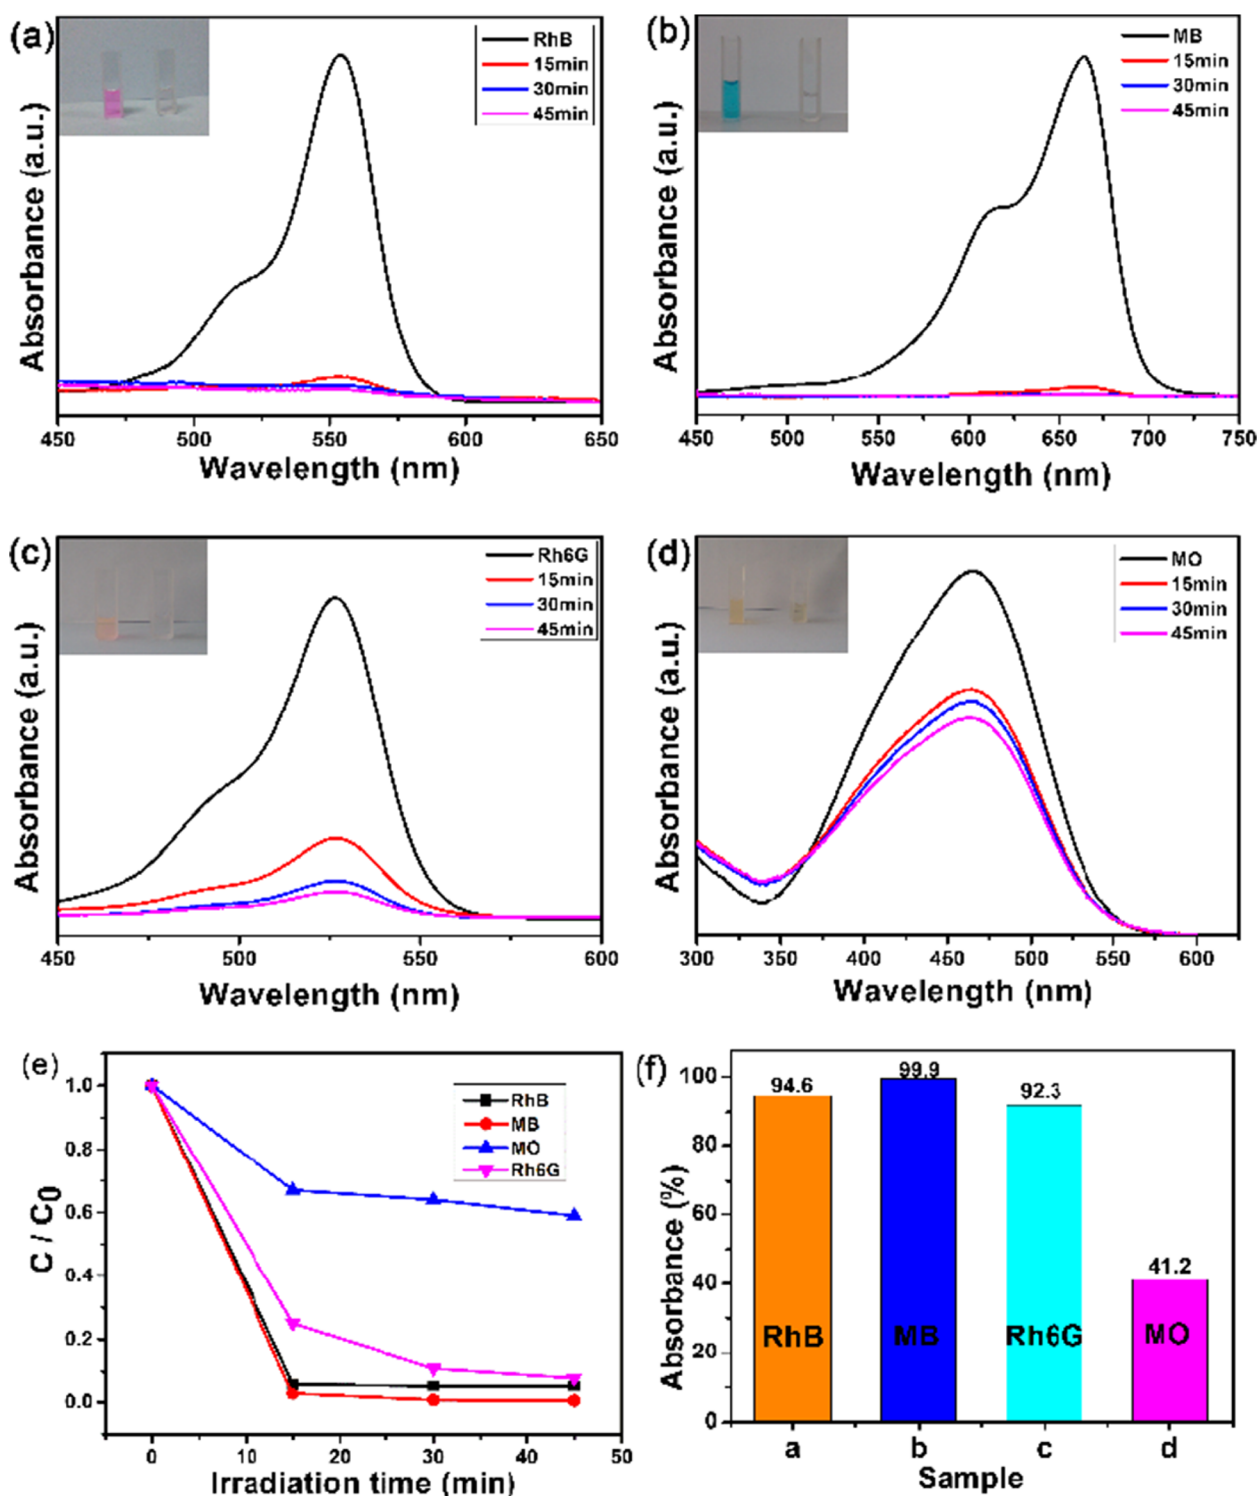 (a)
RhB
15min
30min
45min
Absorbance (a.u.)
450 500 550 600 650
Wavelength (nm)
(b)
MB
15min
30min
45min
Absorbance (a.u.)
450 500 550 600 650 700 750
Wavelength (nm)
(c)
Rh6G
15min
30min
45min
Absorbance (a.u.)
450 500 550 600
Wavelength (nm)
(d)
MO
15min
30min
45min
Absorbance (a.u.)
300 350 400 450 500 550 600
Wavelength (nm)
(e)
1.0
0.8
0.6
0.4
0.2
0.0
C / C0
RhB
MB
MO
Rh6G
0 10 20 30 40 50
Irradiation time (min)
(f)
100
80
60
40
20
0
Absorbance (%)
94.6 99.9 92.3 41.2
RhB MB Rh6G MO
a b c d
Sample